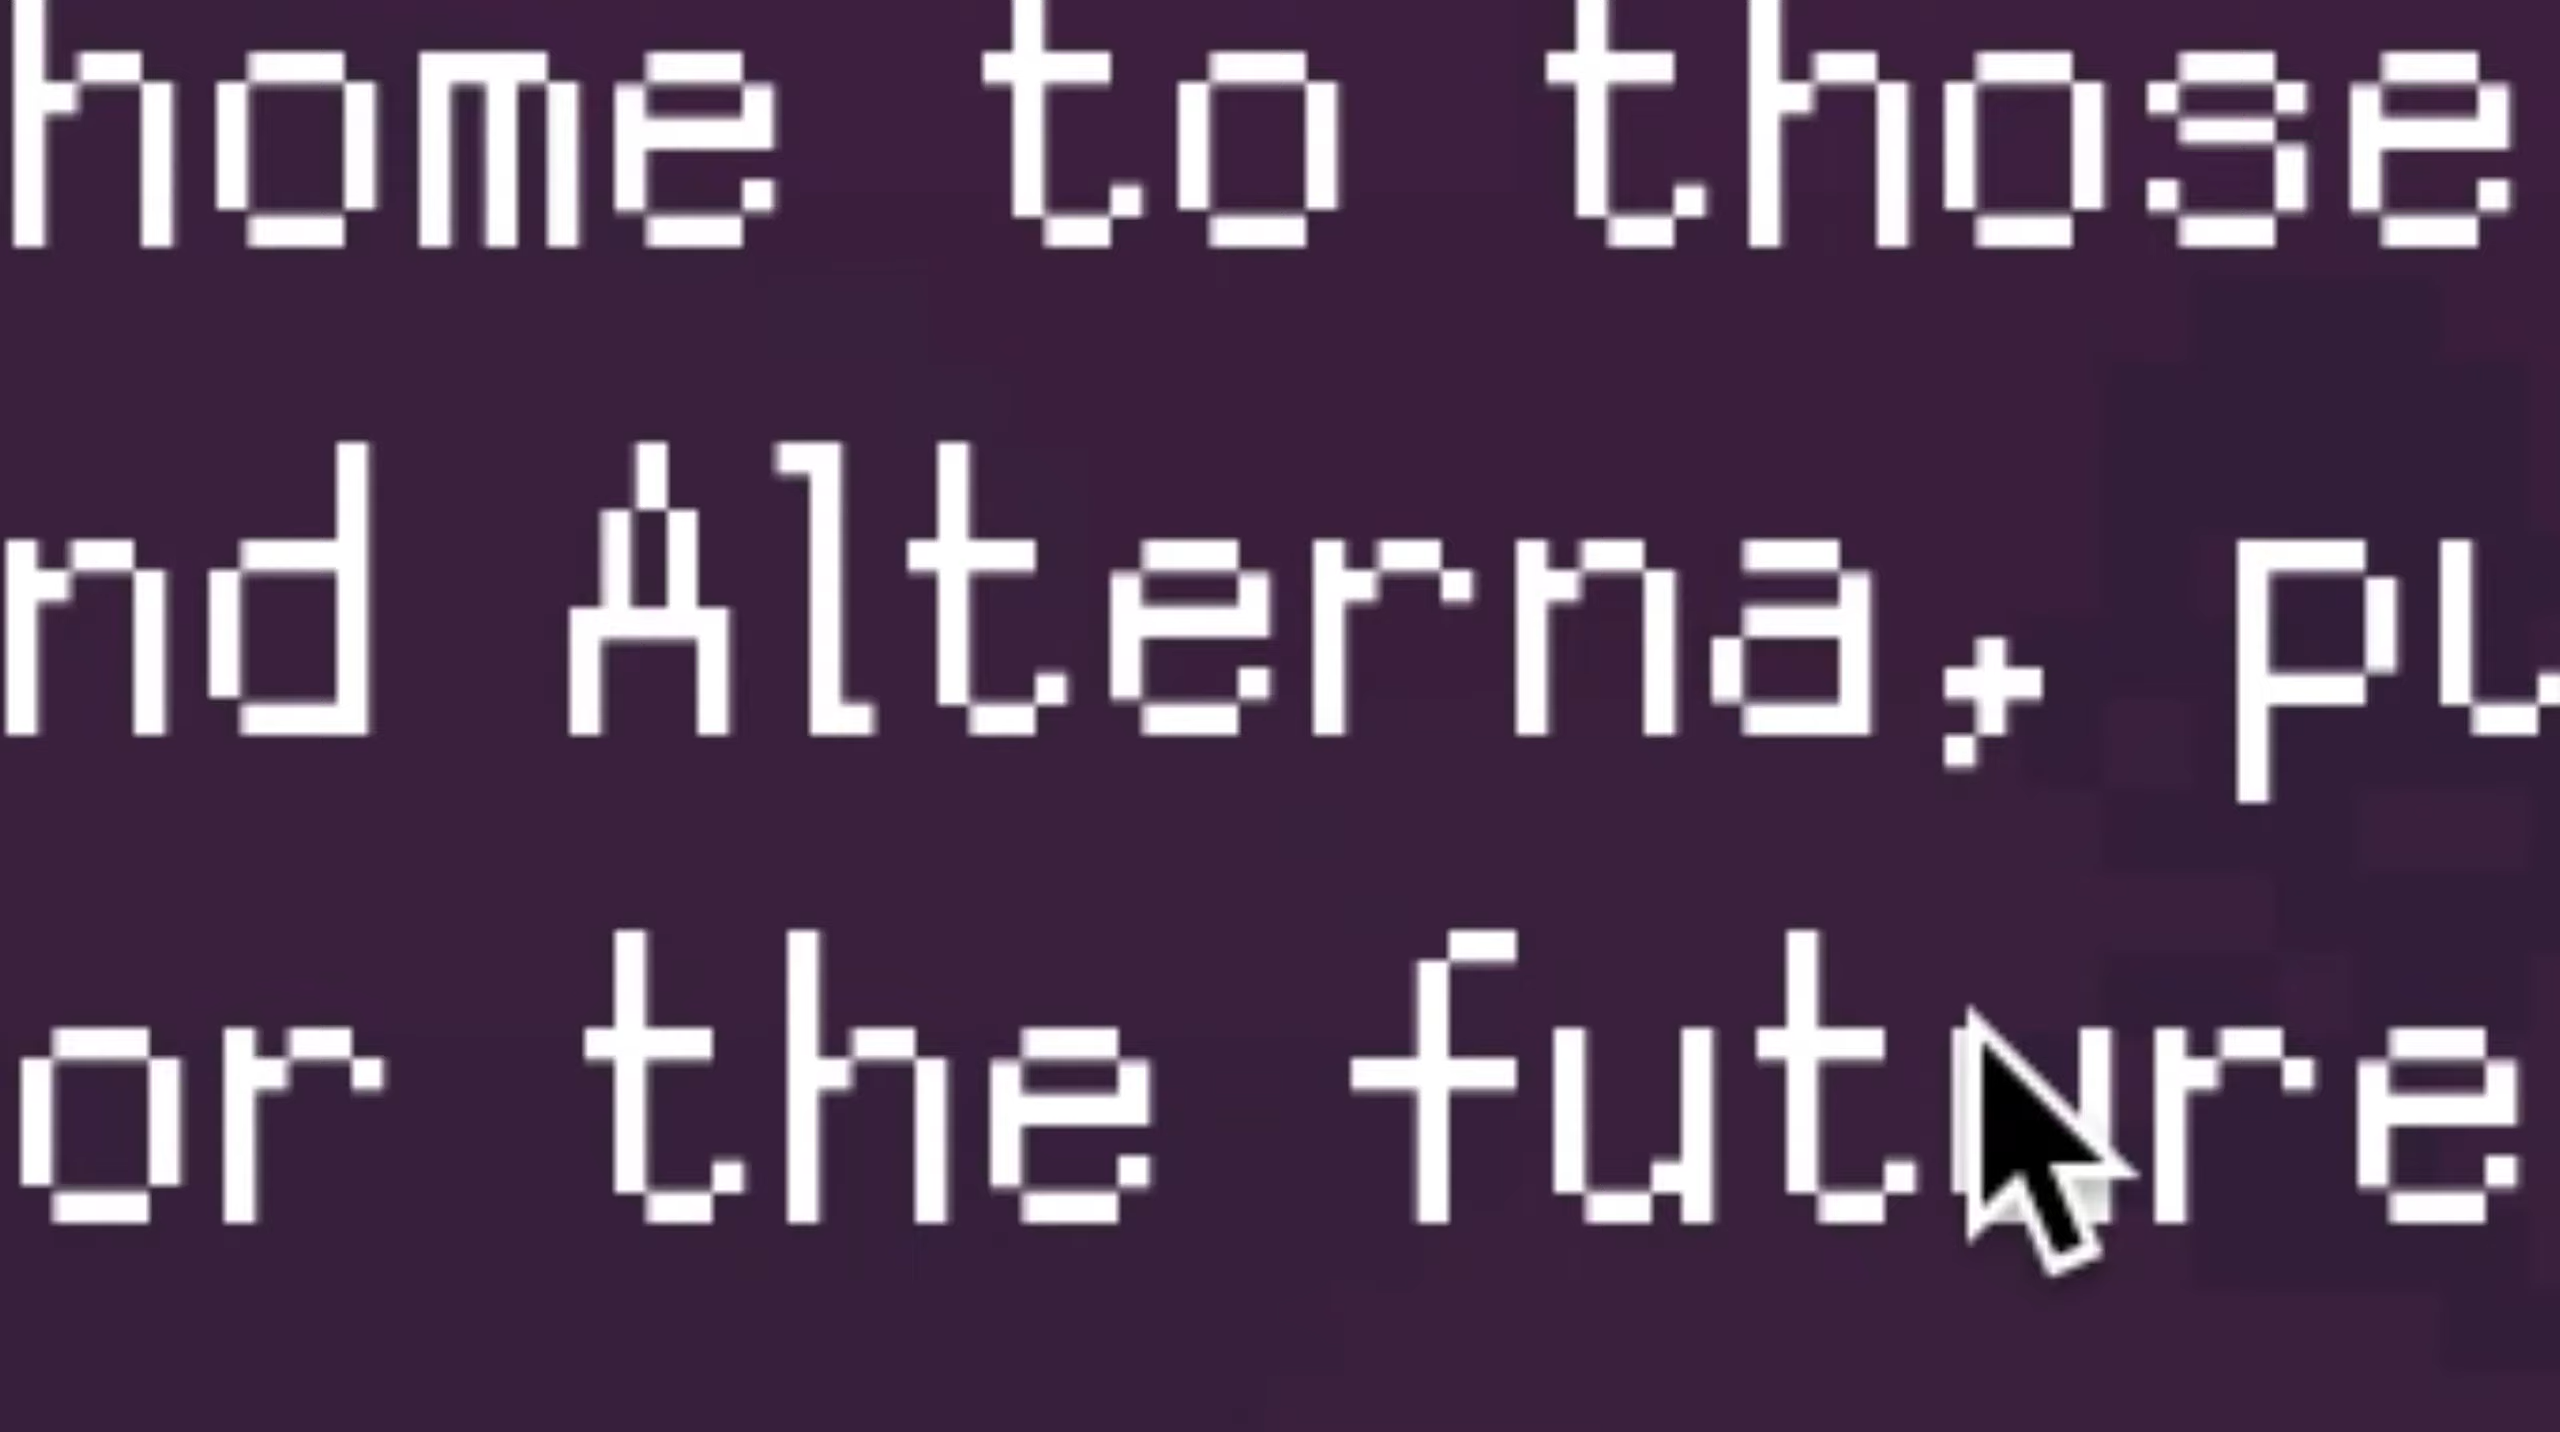 home to those
nd Alterna, pu
or the future